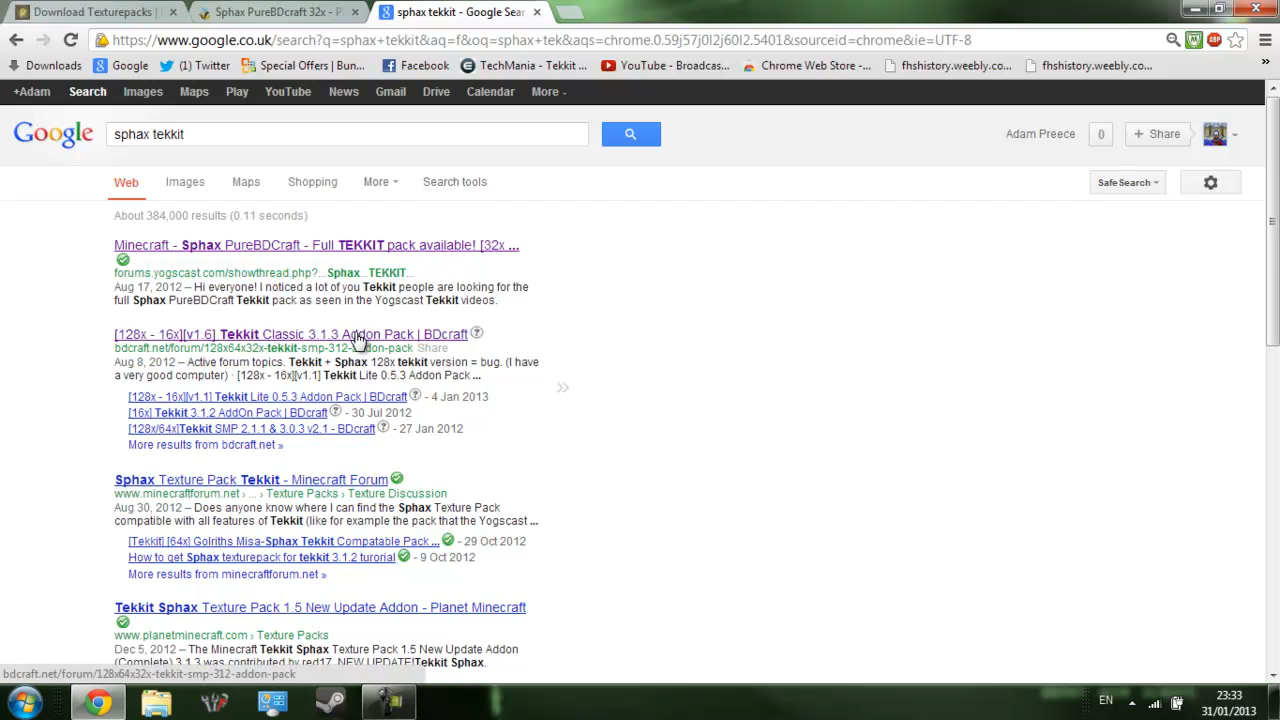 Download Texturepacks |
Sphax PureBDcraft 32x - P
sphax tekkit - Google Sear
https://www.google.co.uk/search?q=sphax+tekkit&aq=f&oq=sphax+tek&aqs=chrome.0.59j57j0l2j60l2.5401&sourceid=chrome&ie=UTF-8
Downloads Google (1) Twitter Special Offers | Bun... Facebook TechMania - Tekkit ... YouTube - Broadcas... Chrome Web Store -... fhshistory.weebly.co... fhshistory.weebly.co... »
+Adam Search Images Maps Play YouTube News Gmail Drive Calendar More
Google sphax tekkit Adam Preece 0 + Share
Web Images Maps Shopping More Search tools SafeSearch
About 384,000 results (0.11 seconds)
Minecraft - Sphax PureBDCraft - Full TEKKIT pack available! [32x ...
forums.yogscast.com/showthread.php?...Sphax...TEKKIT...
Aug 17, 2012 – Hi everyone! I noticed a lot of you Tekkit people are looking for the
full Sphax PureBDCraft Tekkit pack as seen in the Yogscast Tekkit videos.
[128x - 16x][v1.6] Tekkit Classic 3.1.3 Addon Pack | BDcraft
bdcraft.net/forum/128x64x32x-tekkit-smp-312-addon-pack Share
Aug 8, 2012 – Active forum topics. Tekkit + Sphax 128x tekkit version = bug. (I have
a very good computer) · [128x - 16x][v1.1] Tekkit Lite 0.5.3 Addon Pack ...
[128x - 16x][v1.1] Tekkit Lite 0.5.3 Addon Pack | BDcraft - 4 Jan 2013
[16x] Tekkit 3.1.2 AddOn Pack | BDcraft - 30 Jul 2012
[128x/64x]Tekkit SMP 2.1.1 & 3.0.3 v2.1 - BDcraft - 27 Jan 2012
More results from bdcraft.net »
Sphax Texture Pack Tekkit - Minecraft Forum
www.minecraftforum.net › ... › Texture Packs › Texture Discussion
Aug 30, 2012 – Does anyone know where I can find the Sphax Texture Pack
compatible with all features of Tekkit (like for example the pack that the Yogscast ...
[Tekkit] [64x] Golriths Misa-Sphax Tekkit Compatable Pack ... - 29 Oct 2012
How to get Sphax texturepack for tekkit 3.1.2 turorial - 9 Oct 2012
More results from minecraftforum.net »
Tekkit Sphax Texture Pack 1.5 New Update Addon - Planet Minecraft
www.planetminecraft.com › Texture Packs
Dec 5, 2012 – The Minecraft Tekkit Sphax Texture Pack 1.5 New Update Addon
(Complete) 3.1.3 was contributed by red17. NEW UPDATE!Tekkit Sphax.
bdcraft.net/forum/128x64x32x-tekkit-smp-312-addon-pack
EN
23:33
31/01/2013